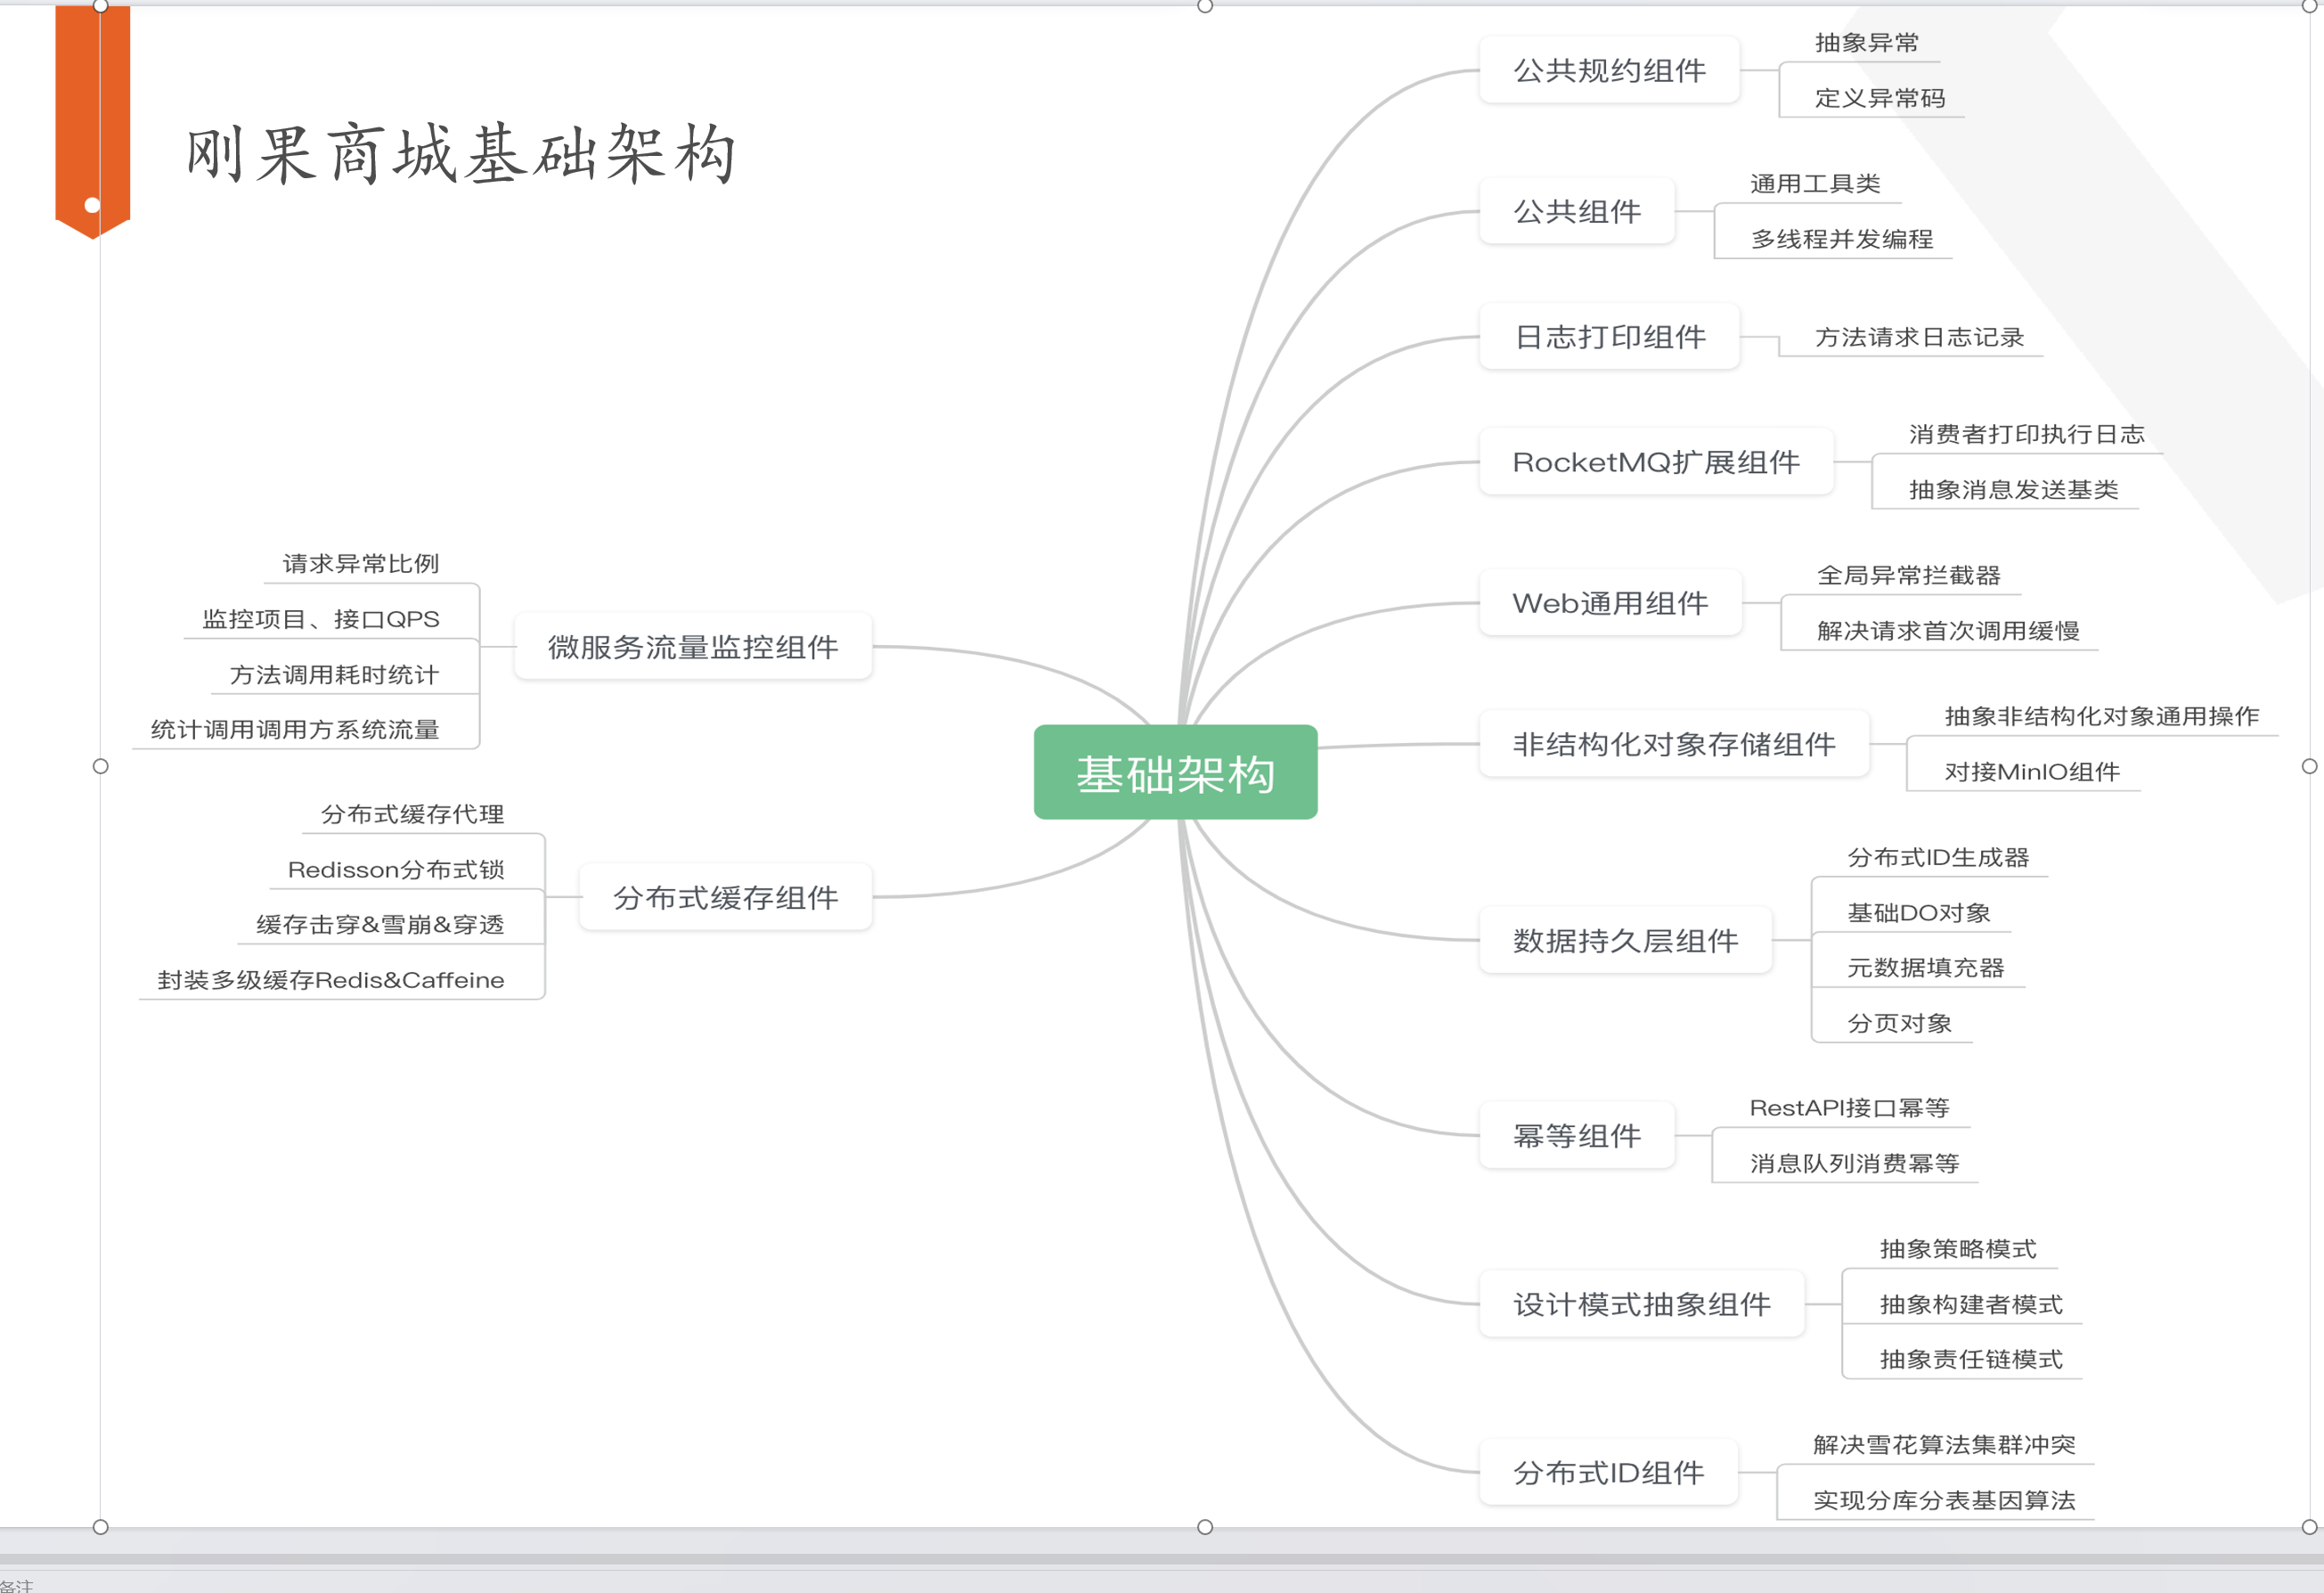 刚果商城基础架构
基础架构
公共规约组件
抽象异常
定义异常码
公共组件
通用工具类
多线程并发编程
日志打印组件
方法请求日志记录
RocketMQ扩展组件
消费者打印执行日志
抽象消息发送基类
Web通用组件
全局异常拦截器
解决请求首次调用缓慢
非结构化对象存储组件
抽象非结构化对象通用操作
对接MinIO组件
数据持久层组件
分布式ID生成器
基础DO对象
元数据填充器
分页对象
幂等组件
RestAPI接口幂等
消息队列消费幂等
设计模式抽象组件
抽象策略模式
抽象构建者模式
抽象责任链模式
分布式ID组件
解决雪花算法集群冲突
实现分库分表基因算法
微服务流量监控组件
请求异常比例
监控项目、接口QPS
方法调用耗时统计
统计调用调用方系统流量
分布式缓存组件
分布式缓存代理
Redisson分布式锁
缓存击穿&雪崩&穿透
封装多级缓存Redis&Caffeine
备注